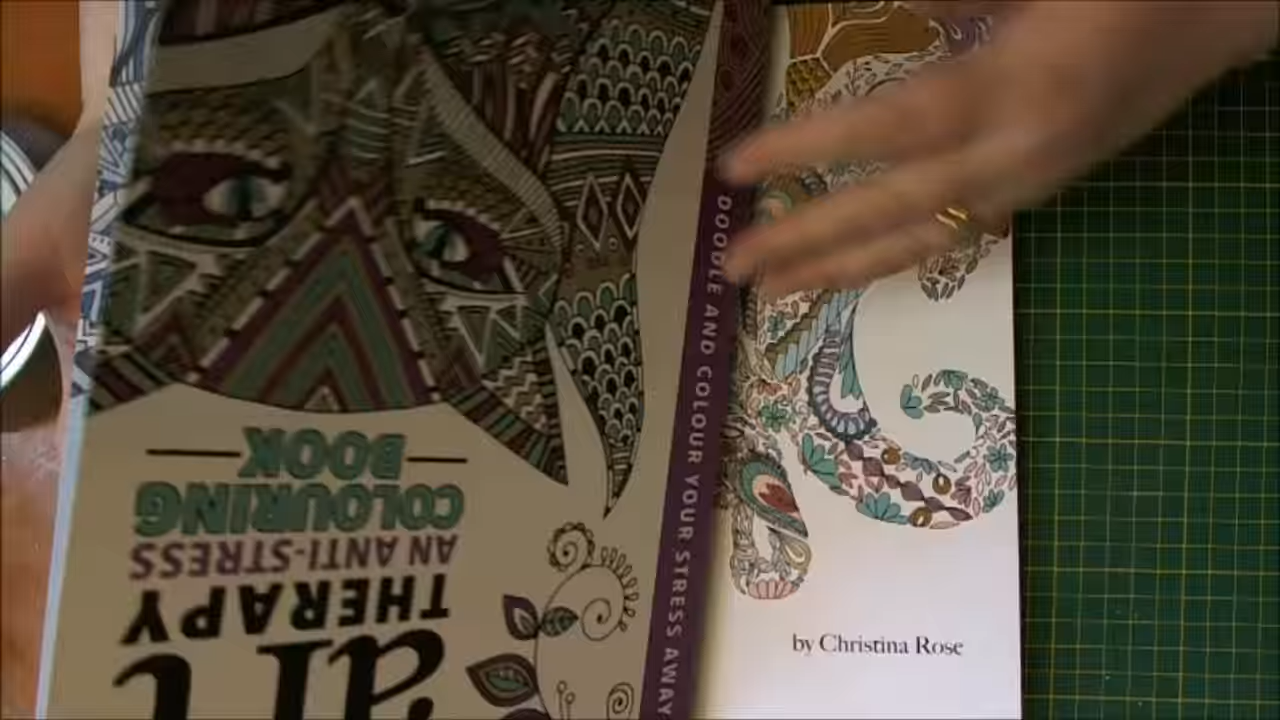 art
THERAPY
AN ANTI-STRESS
COLOURING
BOOK
DOODLE AND COLOUR YOUR STRESS AWAY
by Christina Rose